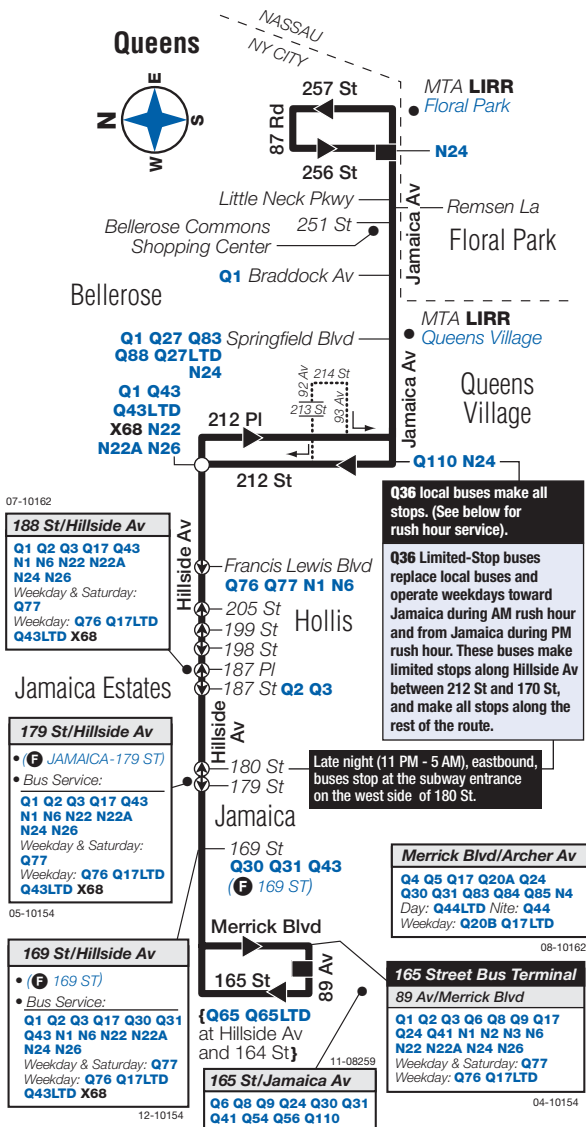 NASSAU
NY CITY
Queens
N
E
S
W
257 St
87 Rd
256 St
MTA LIRR
Floral Park
N24
Little Neck Pkwy
Remsen La
251 St
Bellerose Commons
Shopping Center
Jamaica Av
Floral Park
Q1 Braddock Av
Bellerose
MTA LIRR
Queens Village
Q1 Q27 Q83
Q88 Q27LTD
N24
Springfield Blvd
Jamaica Av
Queens
Village
92 Av
214 St
213 St
93 Av
Q1 Q43
Q43LTD
X68 N22
N22A N26
212 Pl
212 St
Q110 N24
Q36 local buses make all
stops. (See below for
rush hour service).
Q36 Limited-Stop buses
replace local buses and
operate weekdays toward
Jamaica during AM rush hour
and from Jamaica during PM
rush hour. These buses make
limited stops along Hillside Av
between 212 St and 170 St,
and make all stops along the
rest of the route.
07-10162
188 St/Hillside Av
Q1 Q2 Q3 Q17 Q43
N1 N6 N22 N22A
N24 N26
Weekday & Saturday:
Q77
Weekday: Q76 Q17LTD
Q43LTD X68
Hillside Av
Francis Lewis Blvd
Q76 Q77 N1 N6
205 St
199 St
198 St
187 Pl
187 St Q2 Q3
Hollis
Jamaica Estates
Hillside Av
179 St/Hillside Av
• (F JAMAICA-179 ST)
• Bus Service:
Q1 Q2 Q3 Q17 Q43
N1 N6 N22 N22A
N24 N26
Weekday & Saturday:
Q77
Weekday: Q76 Q17LTD
Q43LTD X68
05-10154
180 St
179 St
Late night (11 PM - 5 AM), eastbound,
buses stop at the subway entrance
on the west side of 180 St.
Jamaica
169 St
Q30 Q31 Q43
(F 169 ST)
Merrick Blvd/Archer Av
Q4 Q5 Q17 Q20A Q24
Q30 Q31 Q83 Q84 Q85 N4
Day: Q44LTD Nite: Q44
Weekday: Q20B Q17LTD
08-10162
169 St/Hillside Av
• (F 169 ST)
• Bus Service:
Q1 Q2 Q3 Q17 Q30 Q31
Q43 N1 N6 N22 N22A
N24 N26
Weekday & Saturday: Q77
Weekday: Q76 Q17LTD
Q43LTD X68
12-10154
Merrick Blvd
165 St
89 Av
{Q65 Q65LTD
at Hillside Av
and 164 St}
165 Street Bus Terminal
89 Av/Merrick Blvd
Q1 Q2 Q3 Q6 Q8 Q9 Q17
Q24 Q41 N1 N2 N3 N6
N22 N22A N24 N26
Weekday & Saturday: Q77
Weekday: Q76 Q17LTD
04-10154
11-08259
165 St/Jamaica Av
Q6 Q8 Q9 Q24 Q30 Q31
Q41 Q54 Q56 Q110